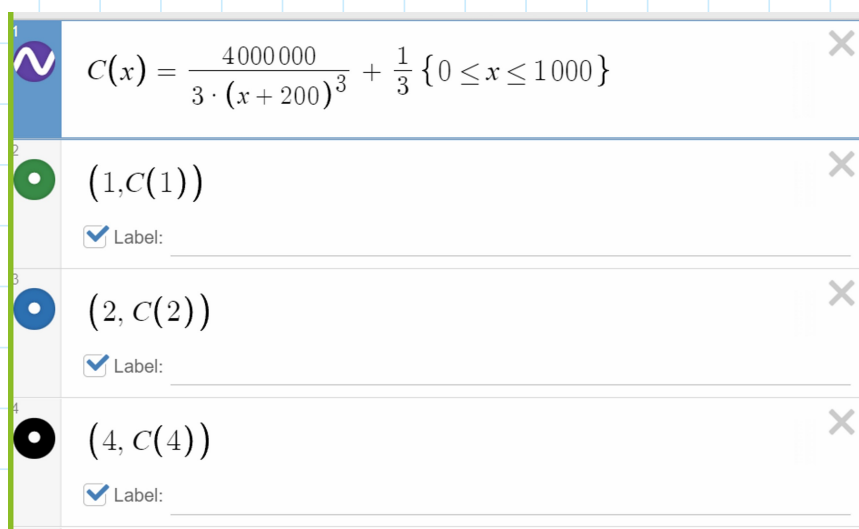 1
C(x) = 4000000 / 3 · (x + 200)^3 + 1/3 {0 ≤ x ≤ 1000}
2
(1,C(1))
Label:
3
(2, C(2))
Label:
4
(4, C(4))
Label: